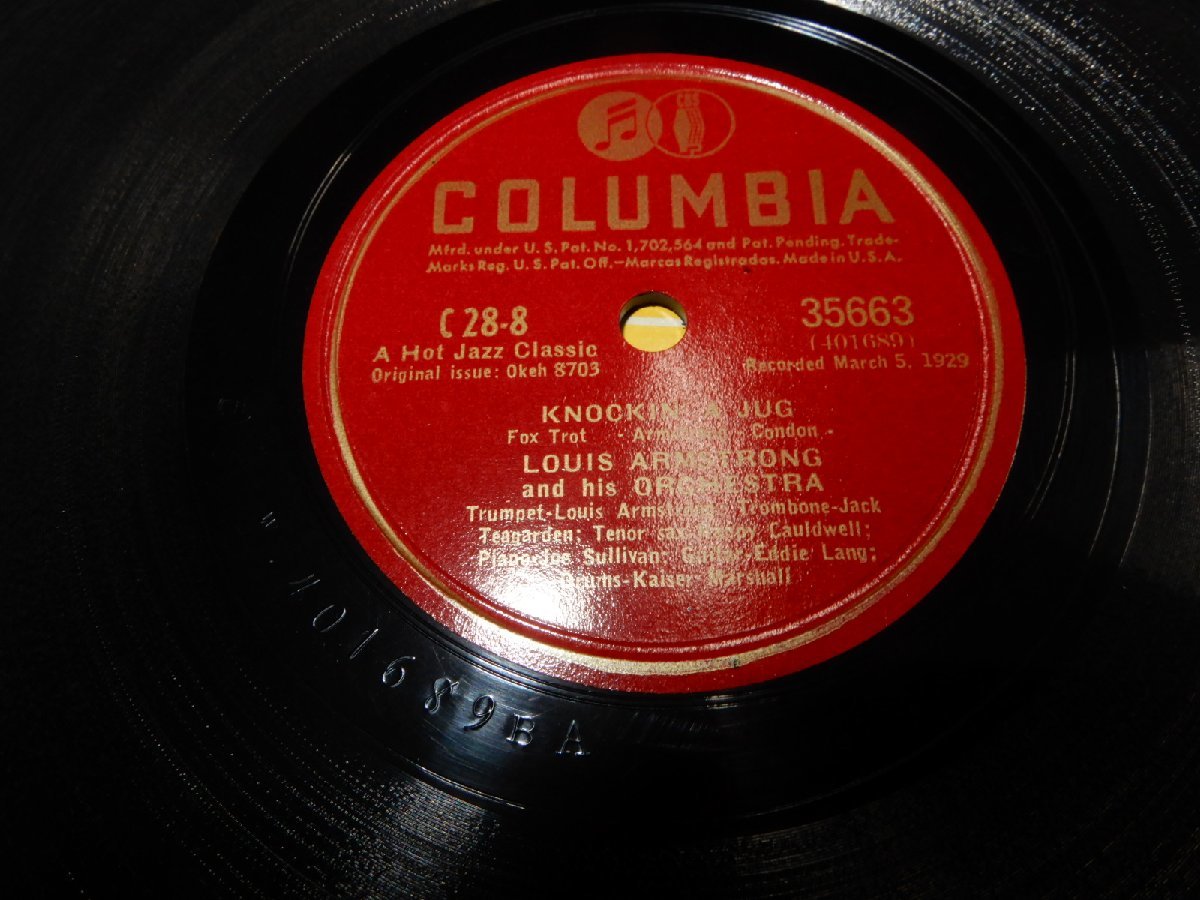 CBS
COLUMBIA
Mfrd. under U.S. Pat. No. 1,702,564 and Pat. Pending. Trade-
Marks Reg. U.S. Pat. Off.—Marcas Registradas. Made in U.S.A.
C 28-8
A Hot Jazz Classic
Original issue: Okeh 8703
35663
(401689)
Recorded March 5, 1929
KNOCKIN' A JUG
Fox Trot - Armstrong, Condon -
LOUIS ARMSTRONG
and his ORCHESTRA
Trumpet-Louis Armstrong; Trombone-Jack
Teagarden; Tenor sax-Happy Cauldwell;
Piano-Joe Sullivan; Guitar-Eddie Lang;
Drums-Kaiser Marshall
W. 401689BA